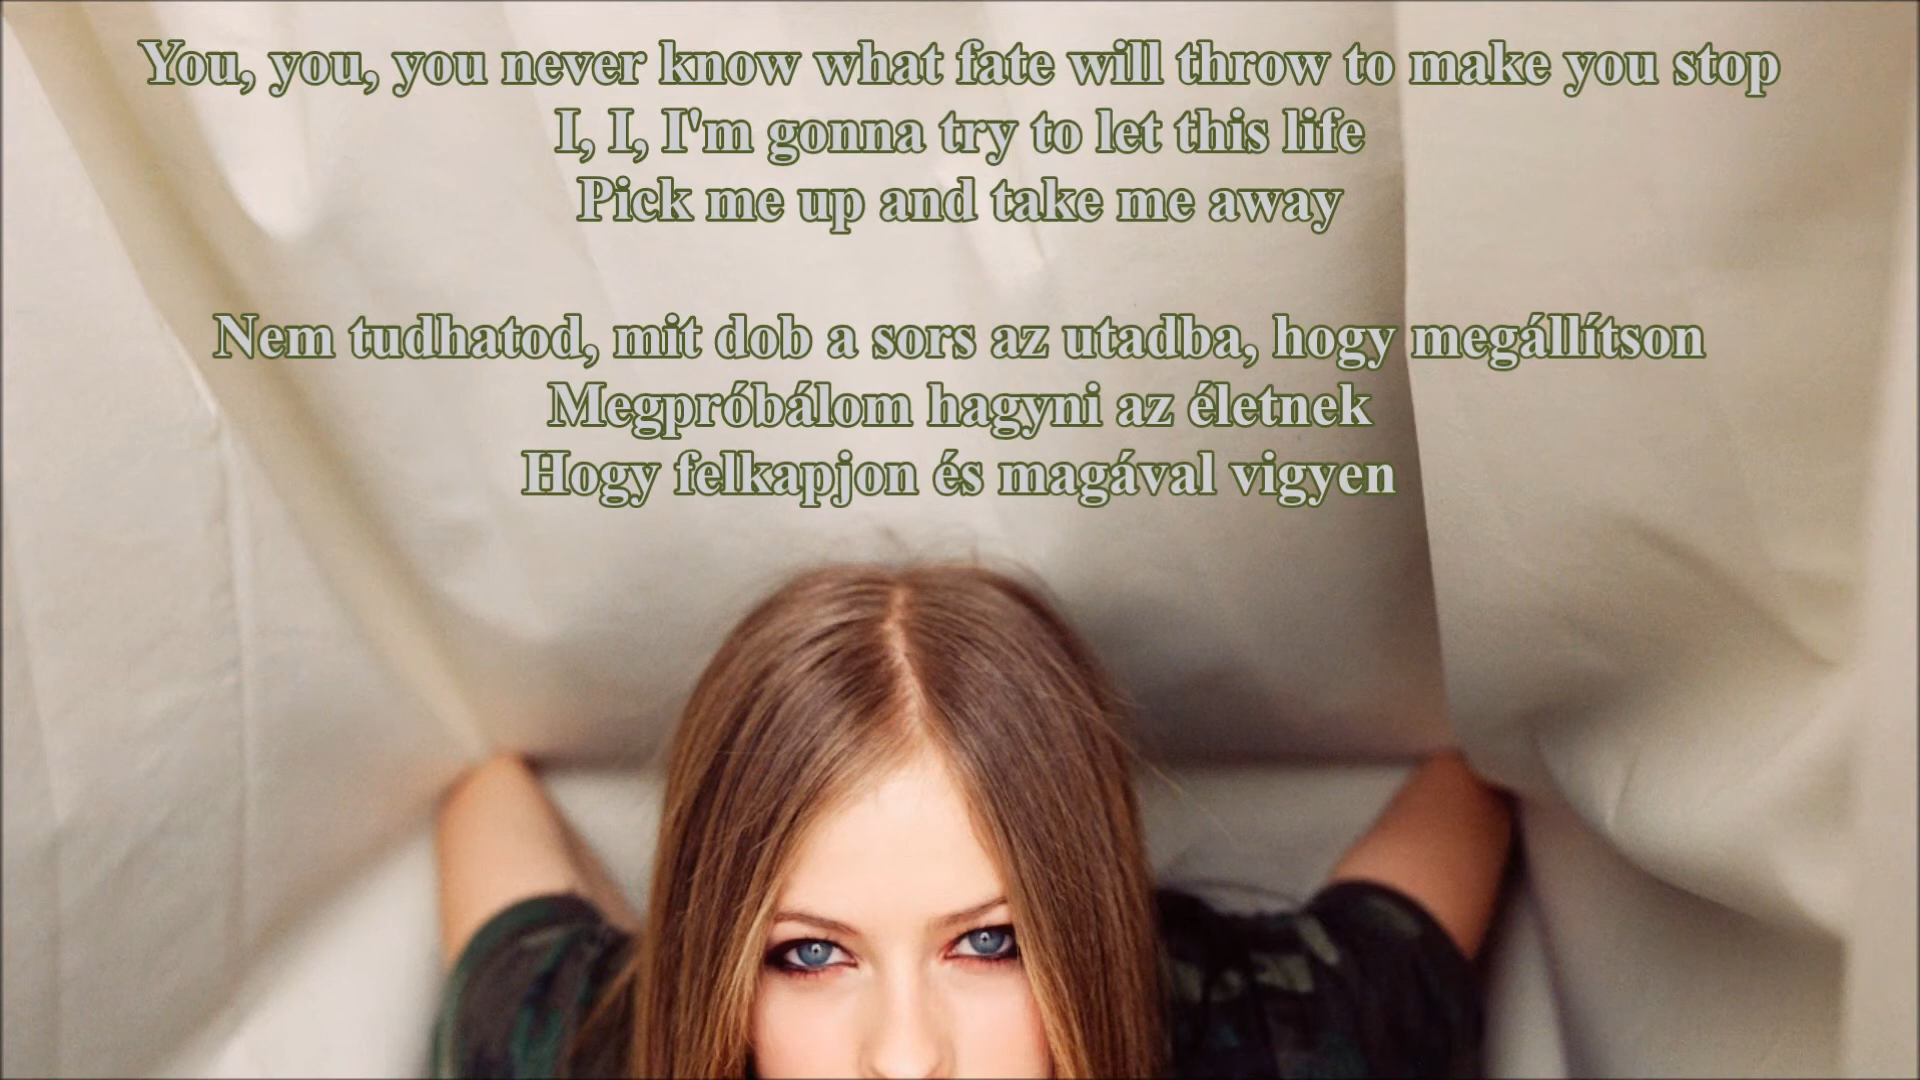 You, you, you never know what fate will throw to make you stop
I, I, I'm gonna try to let this life
Pick me up and take me away
Nem tudhatod, mit dob a sors az utadba, hogy megállítson
Megpróbálom hagyni az életnek
Hogy felkapjon és magával vigyen